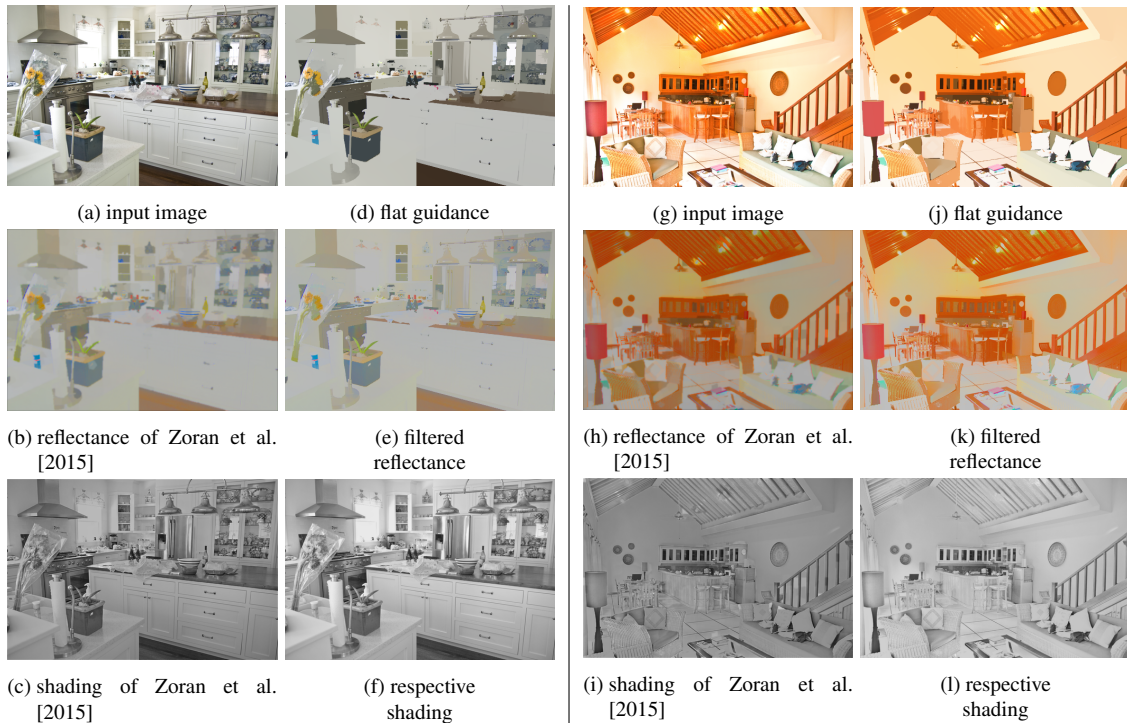 (a) input image
(d) flat guidance
(b) reflectance of Zoran et al.
[2015]
(e) filtered
reflectance
(c) shading of Zoran et al.
[2015]
(f) respective
shading
(g) input image
(j) flat guidance
(h) reflectance of Zoran et al.
[2015]
(k) filtered
reflectance
(i) shading of Zoran et al.
[2015]
(l) respective
shading